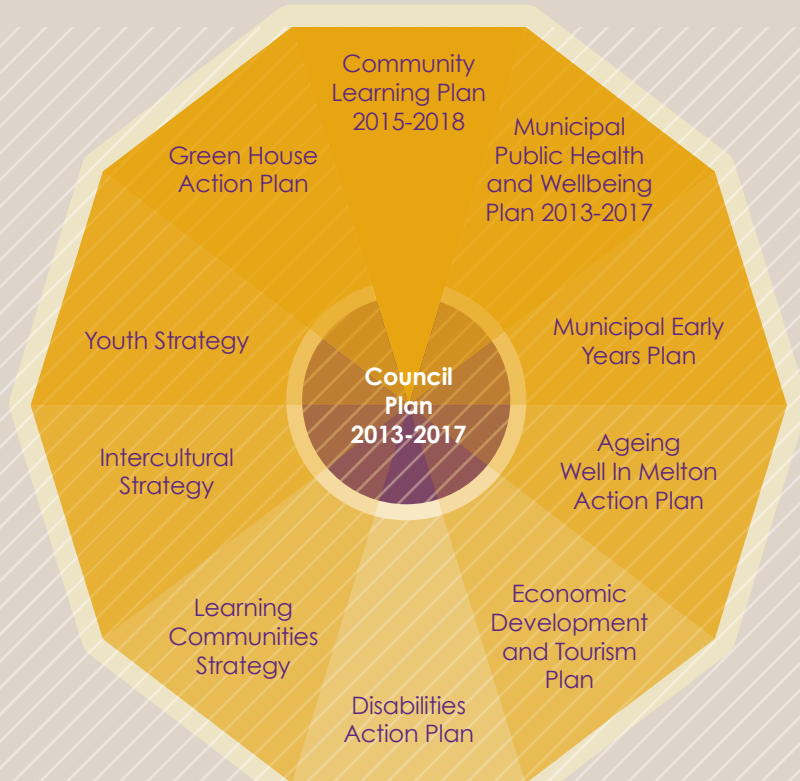 Community
Learning Plan
2015-2018
Municipal
Public Health
and Wellbeing
Plan 2013-2017
Municipal Early
Years Plan
Ageing
Well In Melton
Action Plan
Economic
Development
and Tourism
Plan
Disabilities
Action Plan
Learning
Communities
Strategy
Intercultural
Strategy
Youth Strategy
Green House
Action Plan
Council
Plan
2013-2017